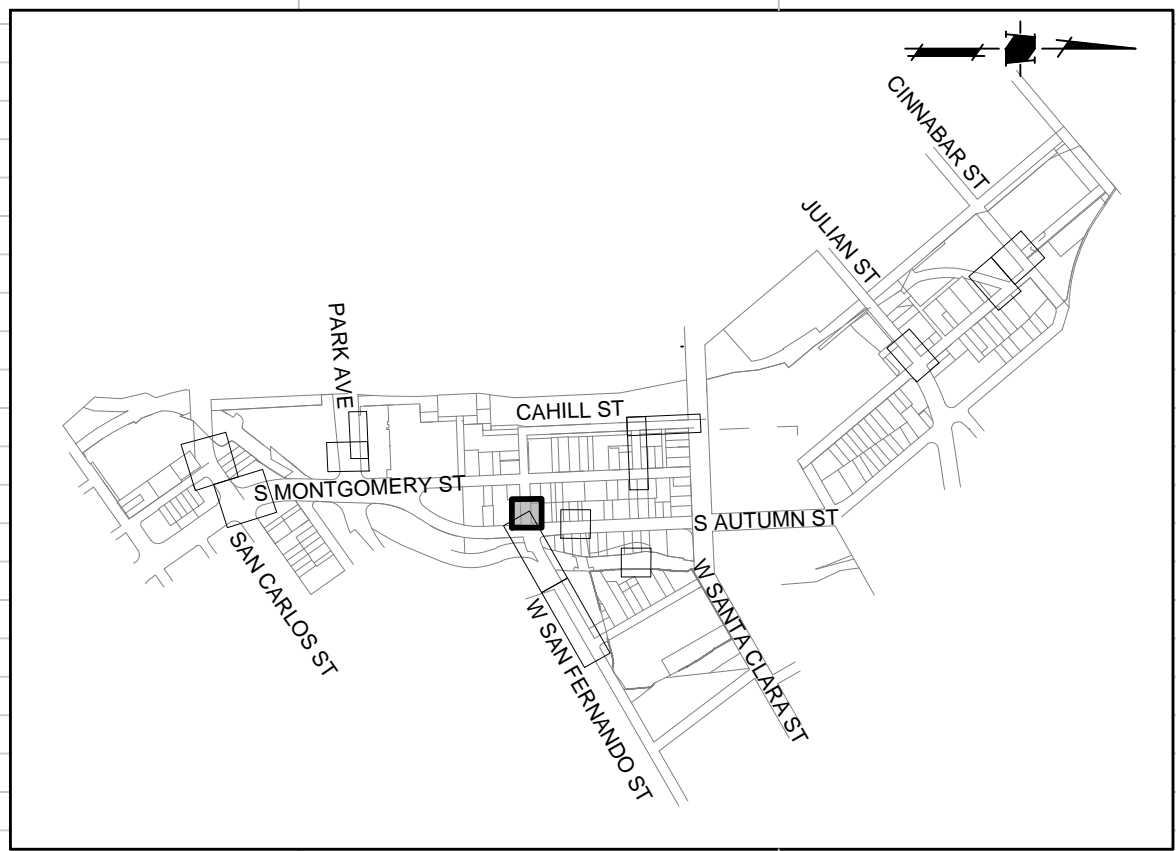 CINNABAR ST
JULIAN ST
PARK AVE
CAHILL ST
S MONTGOMERY ST
S AUTUMN ST
SAN CARLOS ST
W SANTA CLARA ST
W SAN FERNANDO ST